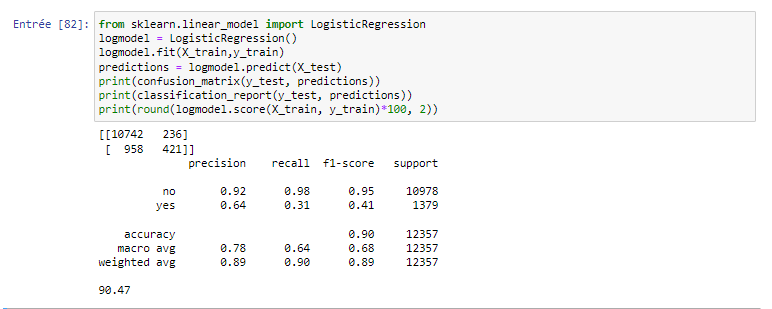 Entrée [82]: from sklearn.linear_model import LogisticRegression
logmodel = LogisticRegression()
logmodel.fit(X_train,y_train)
predictions = logmodel.predict(X_test)
print(confusion_matrix(y_test, predictions))
print(classification_report(y_test, predictions))
print(round(logmodel.score(X_train, y_train)*100, 2))
[[10742   236]
 [  958   421]]
              precision    recall  f1-score   support

          no       0.92      0.98      0.95     10978
         yes       0.64      0.31      0.41      1379

    accuracy                           0.90     12357
   macro avg       0.78      0.64      0.68     12357
weighted avg       0.89      0.90      0.89     12357

90.47